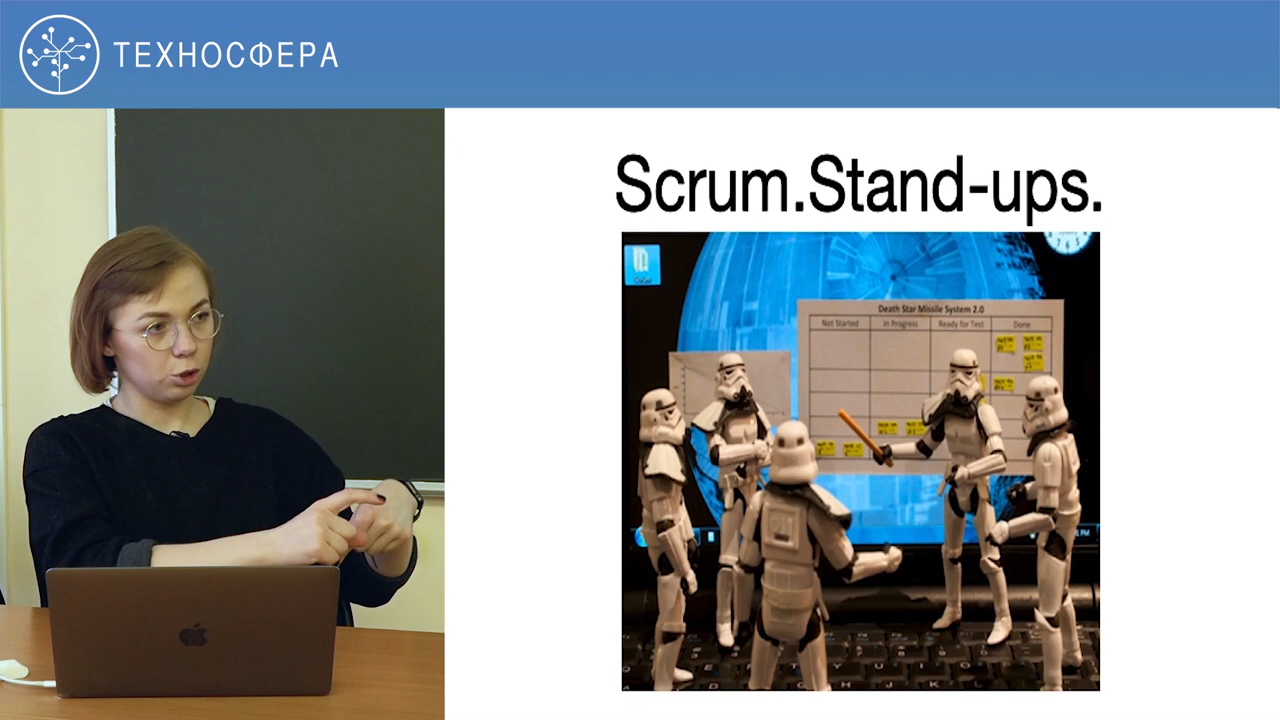 ТЕХНОСФЕРА
Scrum.Stand-ups.
Death Star Missile System 2.0
Not Started In Progress Ready for Test Done